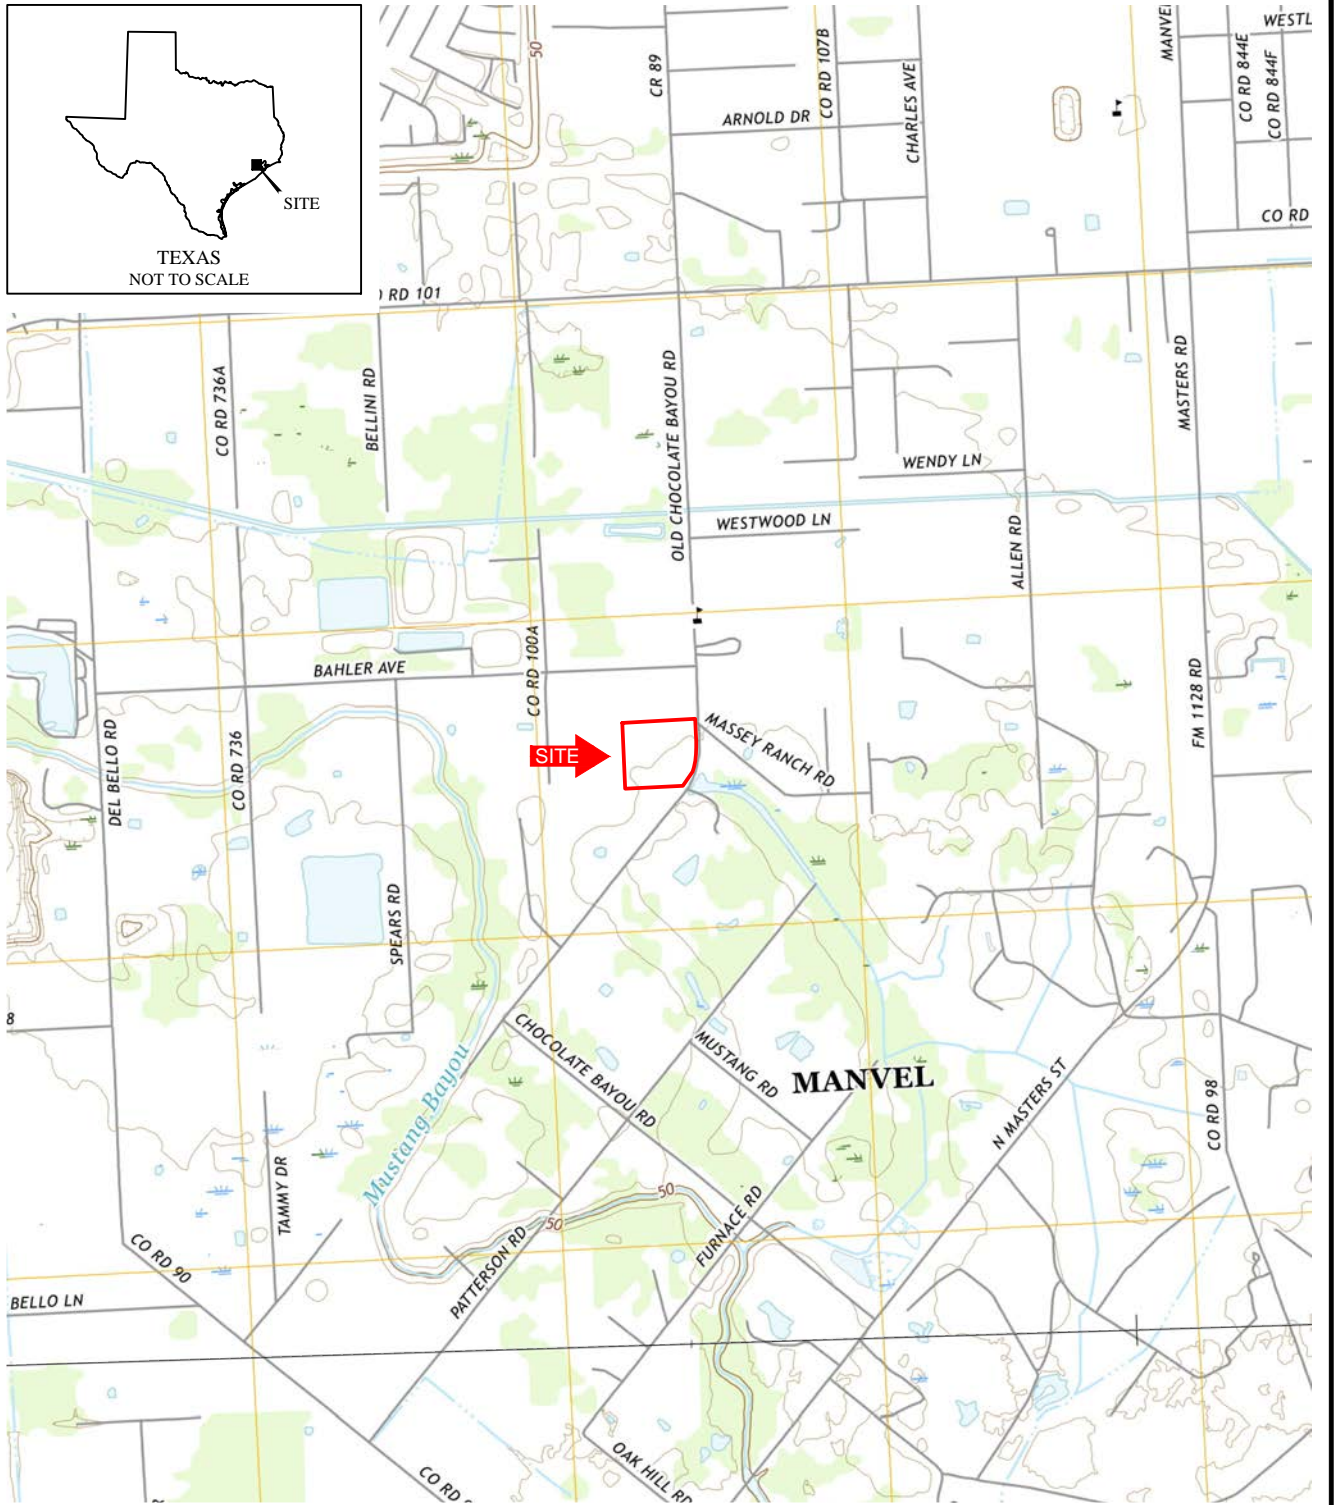 SITE
TEXAS
NOT TO SCALE
50
CR 89
CO RD 107B
CHARLES AVE
ARNOLD DR
CO RD 844E
CO RD 844F
CO RD
RD 101
CO RD 736A
BELLINI RD
OLD CHOCOLATE BAYOU RD
MASTERS RD
WENDY LN
WESTWOOD LN
ALLEN RD
BAHLER AVE
CO RD 100A
DEL BELLO RD
CO RD 736
SITE
MASSEY RANCH RD
FM 1128 RD
SPEARS RD
8
CHOCOLATE BAYOU RD
MUSTANG RD
MANVEL
Mustang Bayou
N MASTERS ST
CO RD 98
TAMMY DR
50
50
CO RD 90
PATTERSON RD
FURNACE RD
BELLO LN
OAK HILL RD
CO RD